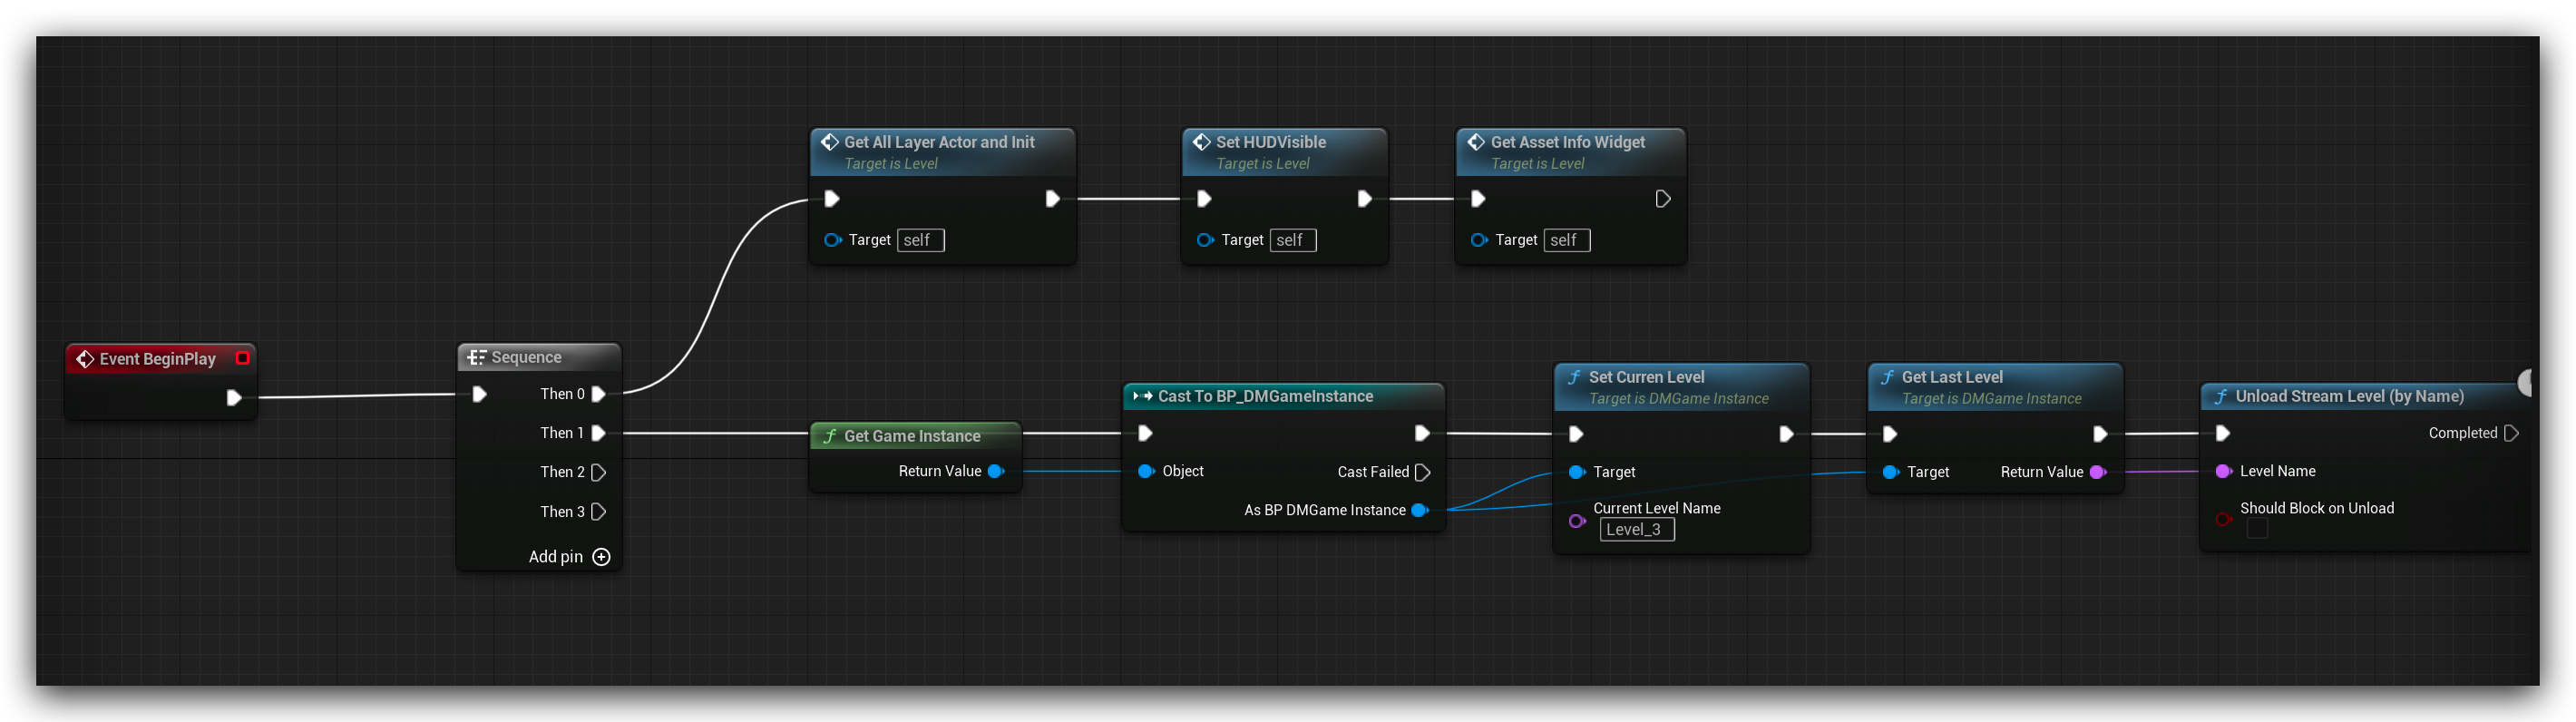 Get All Layer Actor and Init
Target is Level
Target self
Set HUDVisible
Target is Level
Target self
Get Asset Info Widget
Target is Level
Target self
Event BeginPlay
Sequence
Then 0
Then 1
Then 2
Then 3
Add pin
Get Game Instance
Return Value
Cast To BP_DMGameInstance
Object
Cast Failed
As BP DMGame Instance
Set Curren Level
Target is DMGame Instance
Target
Current Level Name
Level_3
Get Last Level
Target is DMGame Instance
Target Return Value
Unload Stream Level (by Name)
Completed
Level Name
Should Block on Unload